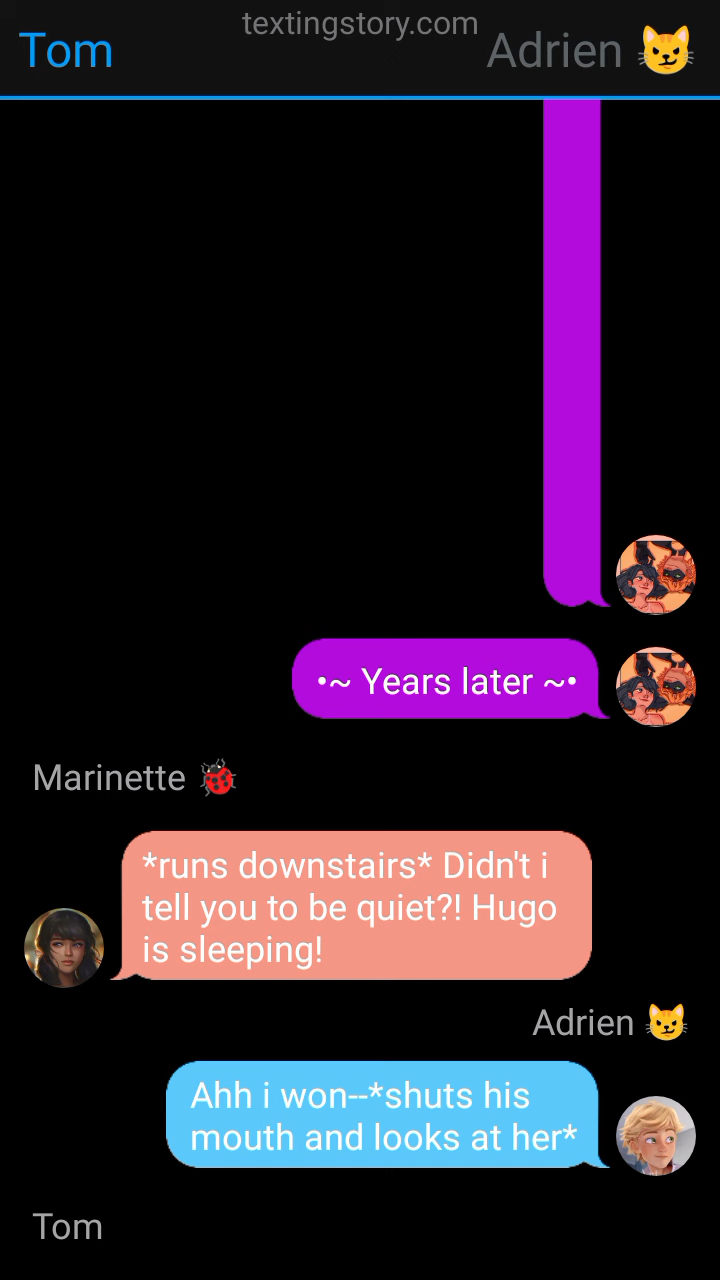 textingstory.com
Tom
Adrien 😼
•~ Years later ~•
Marinette 🐞
*runs downstairs* Didn't i
tell you to be quiet?! Hugo
is sleeping!
Adrien 😼
Ahh i won--*shuts his
mouth and looks at her*
Tom